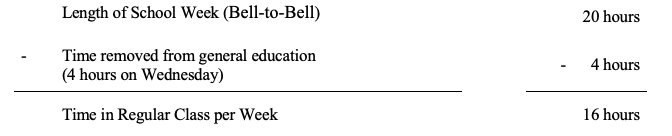 Length of School Week (Bell-to-Bell) 20 hours
- Time removed from general education
(4 hours on Wednesday) - 4 hours
Time in Regular Class per Week 16 hours